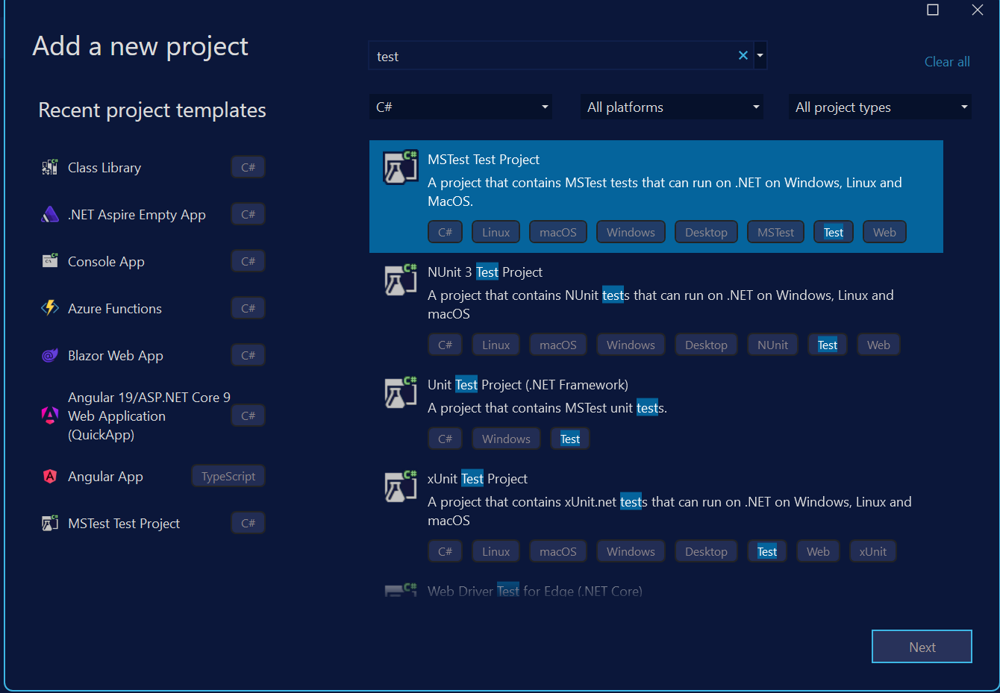 Add a new project
test
Clear all
Recent project templates
C#
All platforms
All project types
Class Library
C#
.NET Aspire Empty App
C#
Console App
C#
Azure Functions
C#
Blazor Web App
C#
Angular 19/ASP.NET Core 9
Web Application
(QuickApp)
C#
Angular App
TypeScript
MSTest Test Project
C#
MSTest Test Project
A project that contains MSTest tests that can run on .NET on Windows, Linux and
MacOS.
C# Linux macOS Windows Desktop MSTest Test Web
NUnit 3 Test Project
A project that contains NUnit tests that can run on .NET on Windows, Linux and
macOS
C# Linux macOS Windows Desktop NUnit Test Web
Unit Test Project (.NET Framework)
A project that contains MSTest unit tests.
C# Windows Test
xUnit Test Project
A project that contains xUnit.net tests that can run on .NET on Windows, Linux and
macOS
C# Linux macOS Windows Desktop Test Web xUnit
Web Driver Test for Edge (.NET Core)
Next